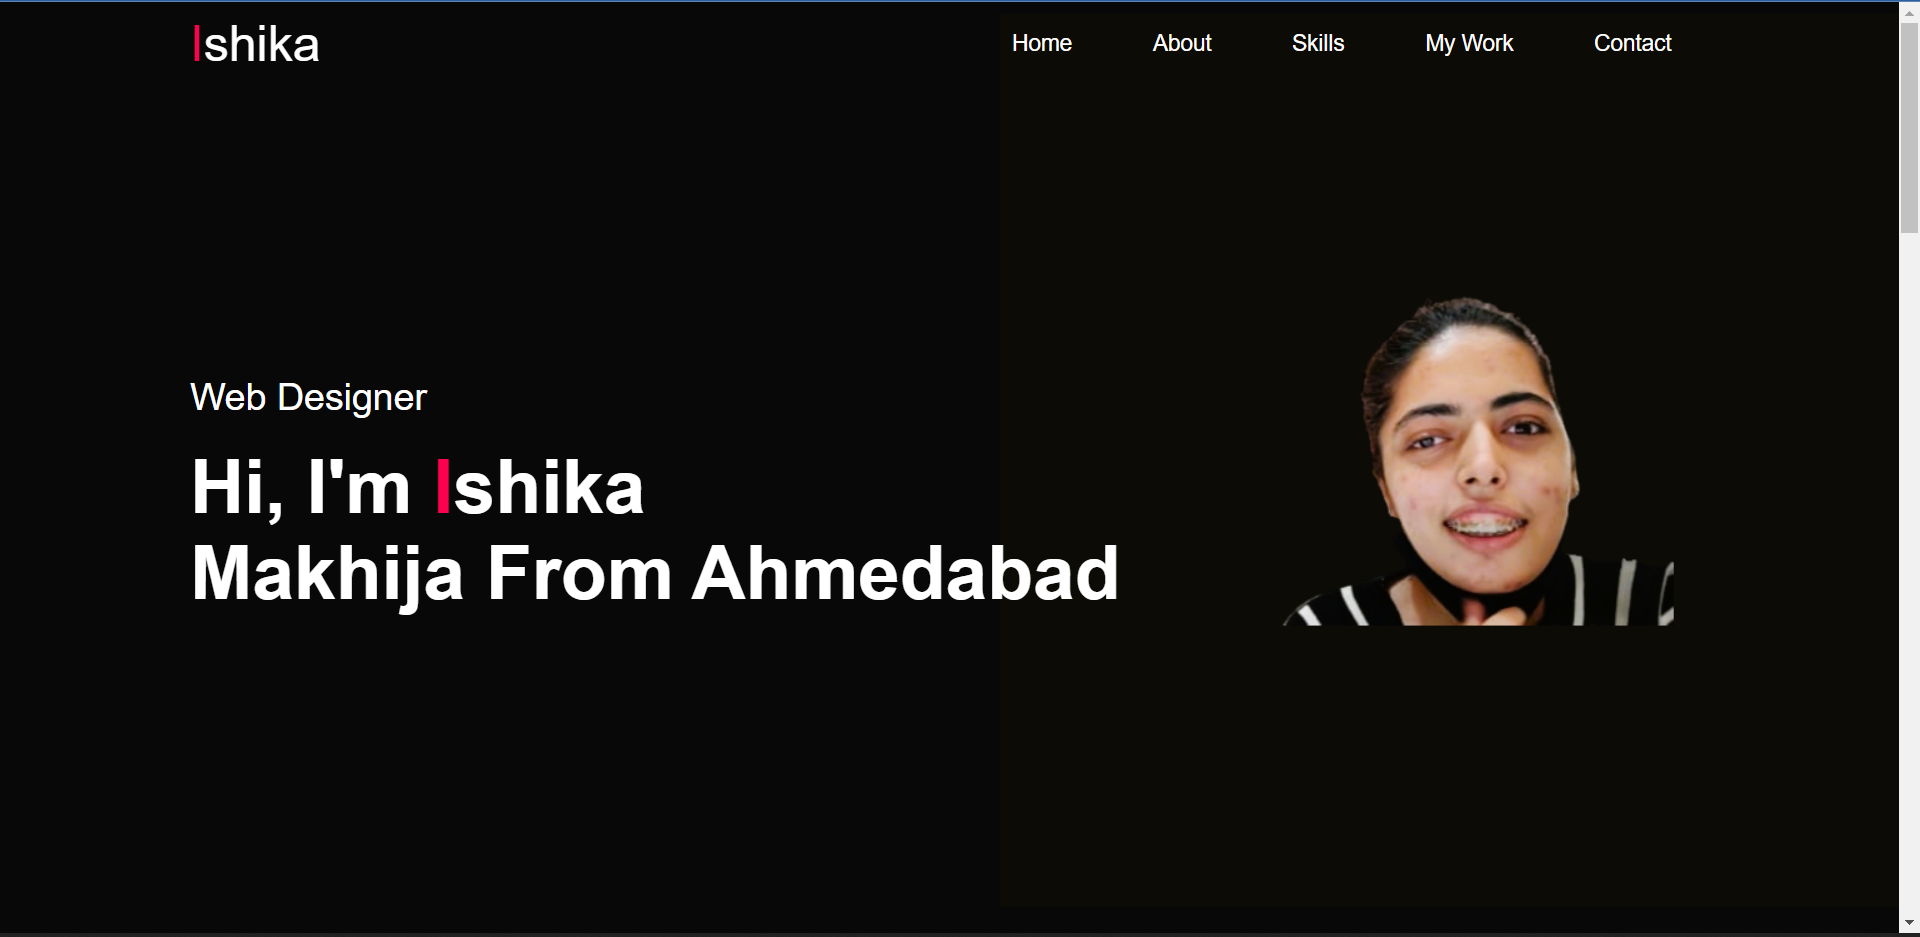 Ishika
Home About Skills My Work Contact
Web Designer
Hi, I'm Ishika
Makhija From Ahmedabad